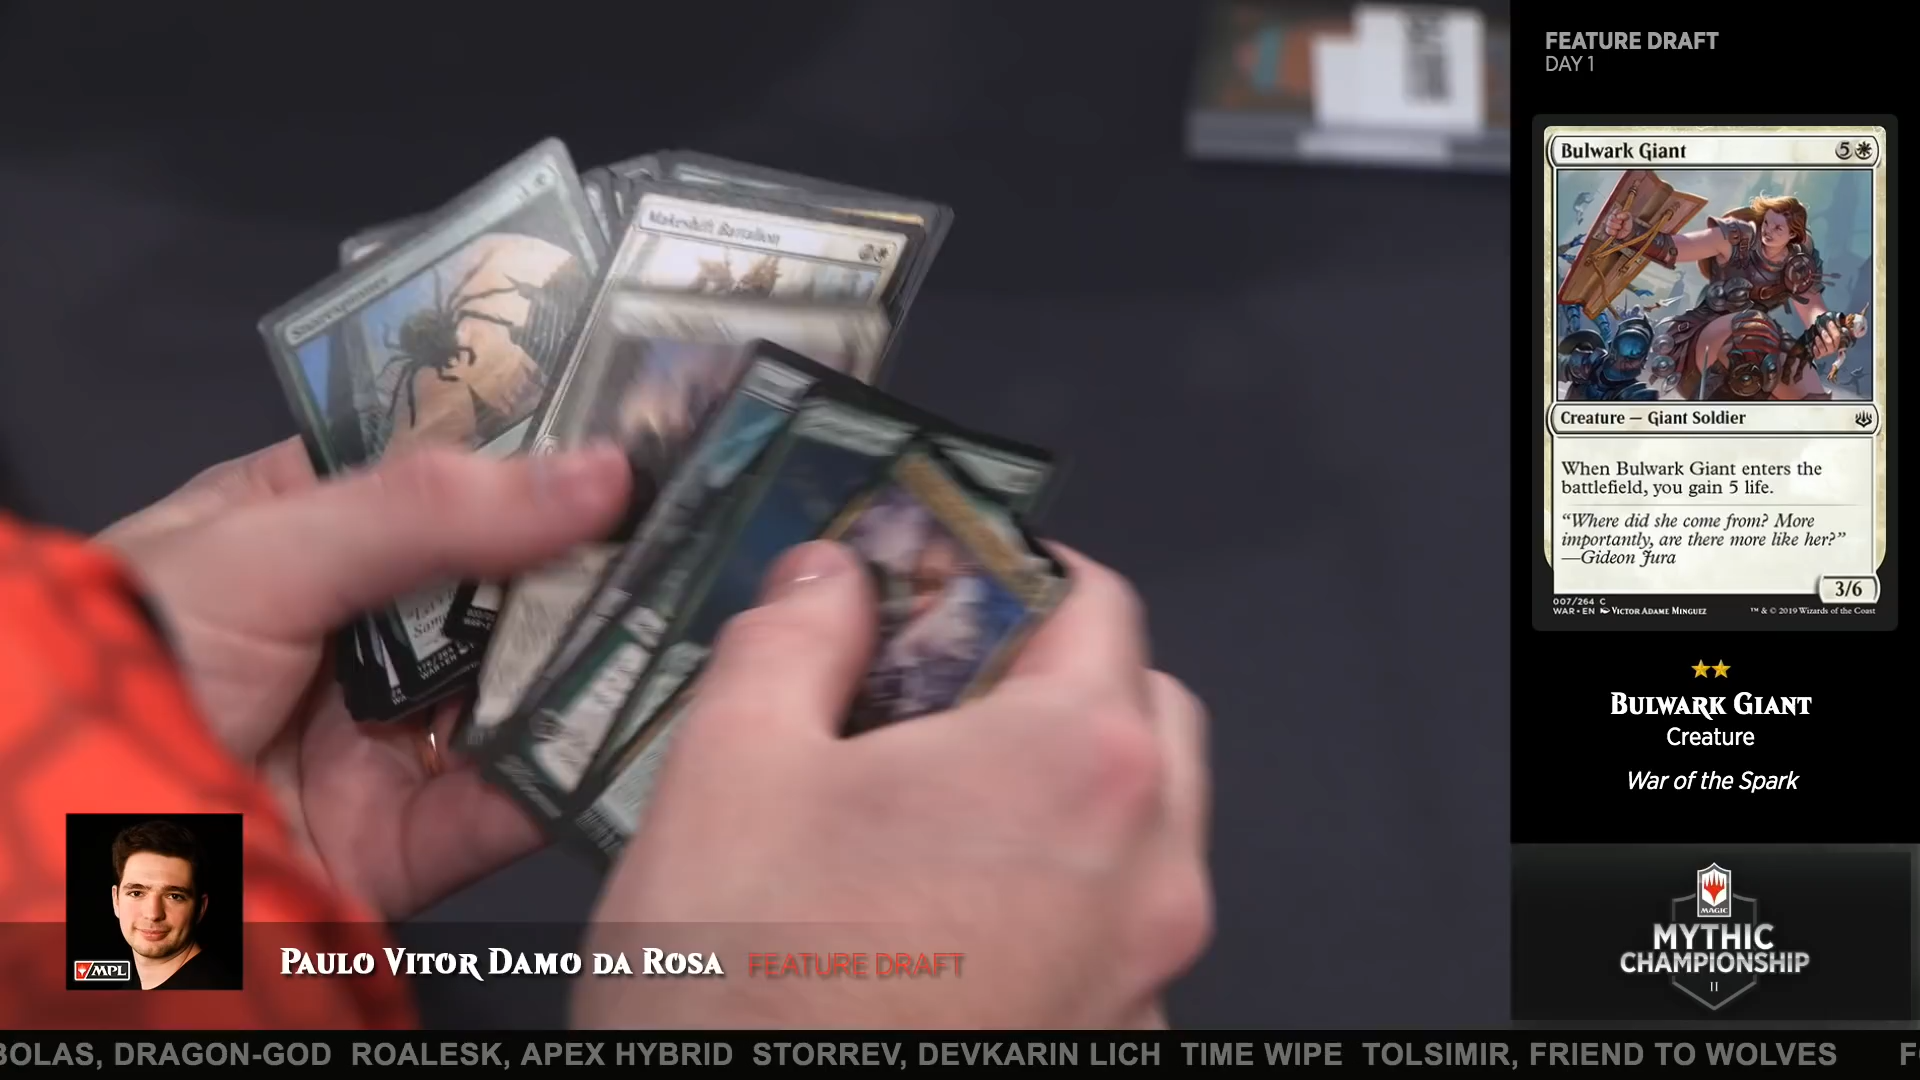 FEATURE DRAFT
DAY 1
Bulwark Giant 5
Creature — Giant Soldier
When Bulwark Giant enters the
battlefield, you gain 5 life.
“Where did she come from? More
importantly, are there more like her?”
—Gideon Jura
3/6
007/264 C
WAR • EN VICTOR ADAME MINGUEZ
™ & © 2019 Wizards of the Coast
BULWARK GIANT
Creature
War of the Spark
MAGIC
MYTHIC
CHAMPIONSHIP
II
Makeshift Battalion
Snarespinner
MPL
PAULO VITOR DAMO DA ROSA FEATURE DRAFT
BOLAS, DRAGON-GOD ROALESK, APEX HYBRID STORREV, DEVKARIN LICH TIME WIPE TOLSIMIR, FRIEND TO WOLVES